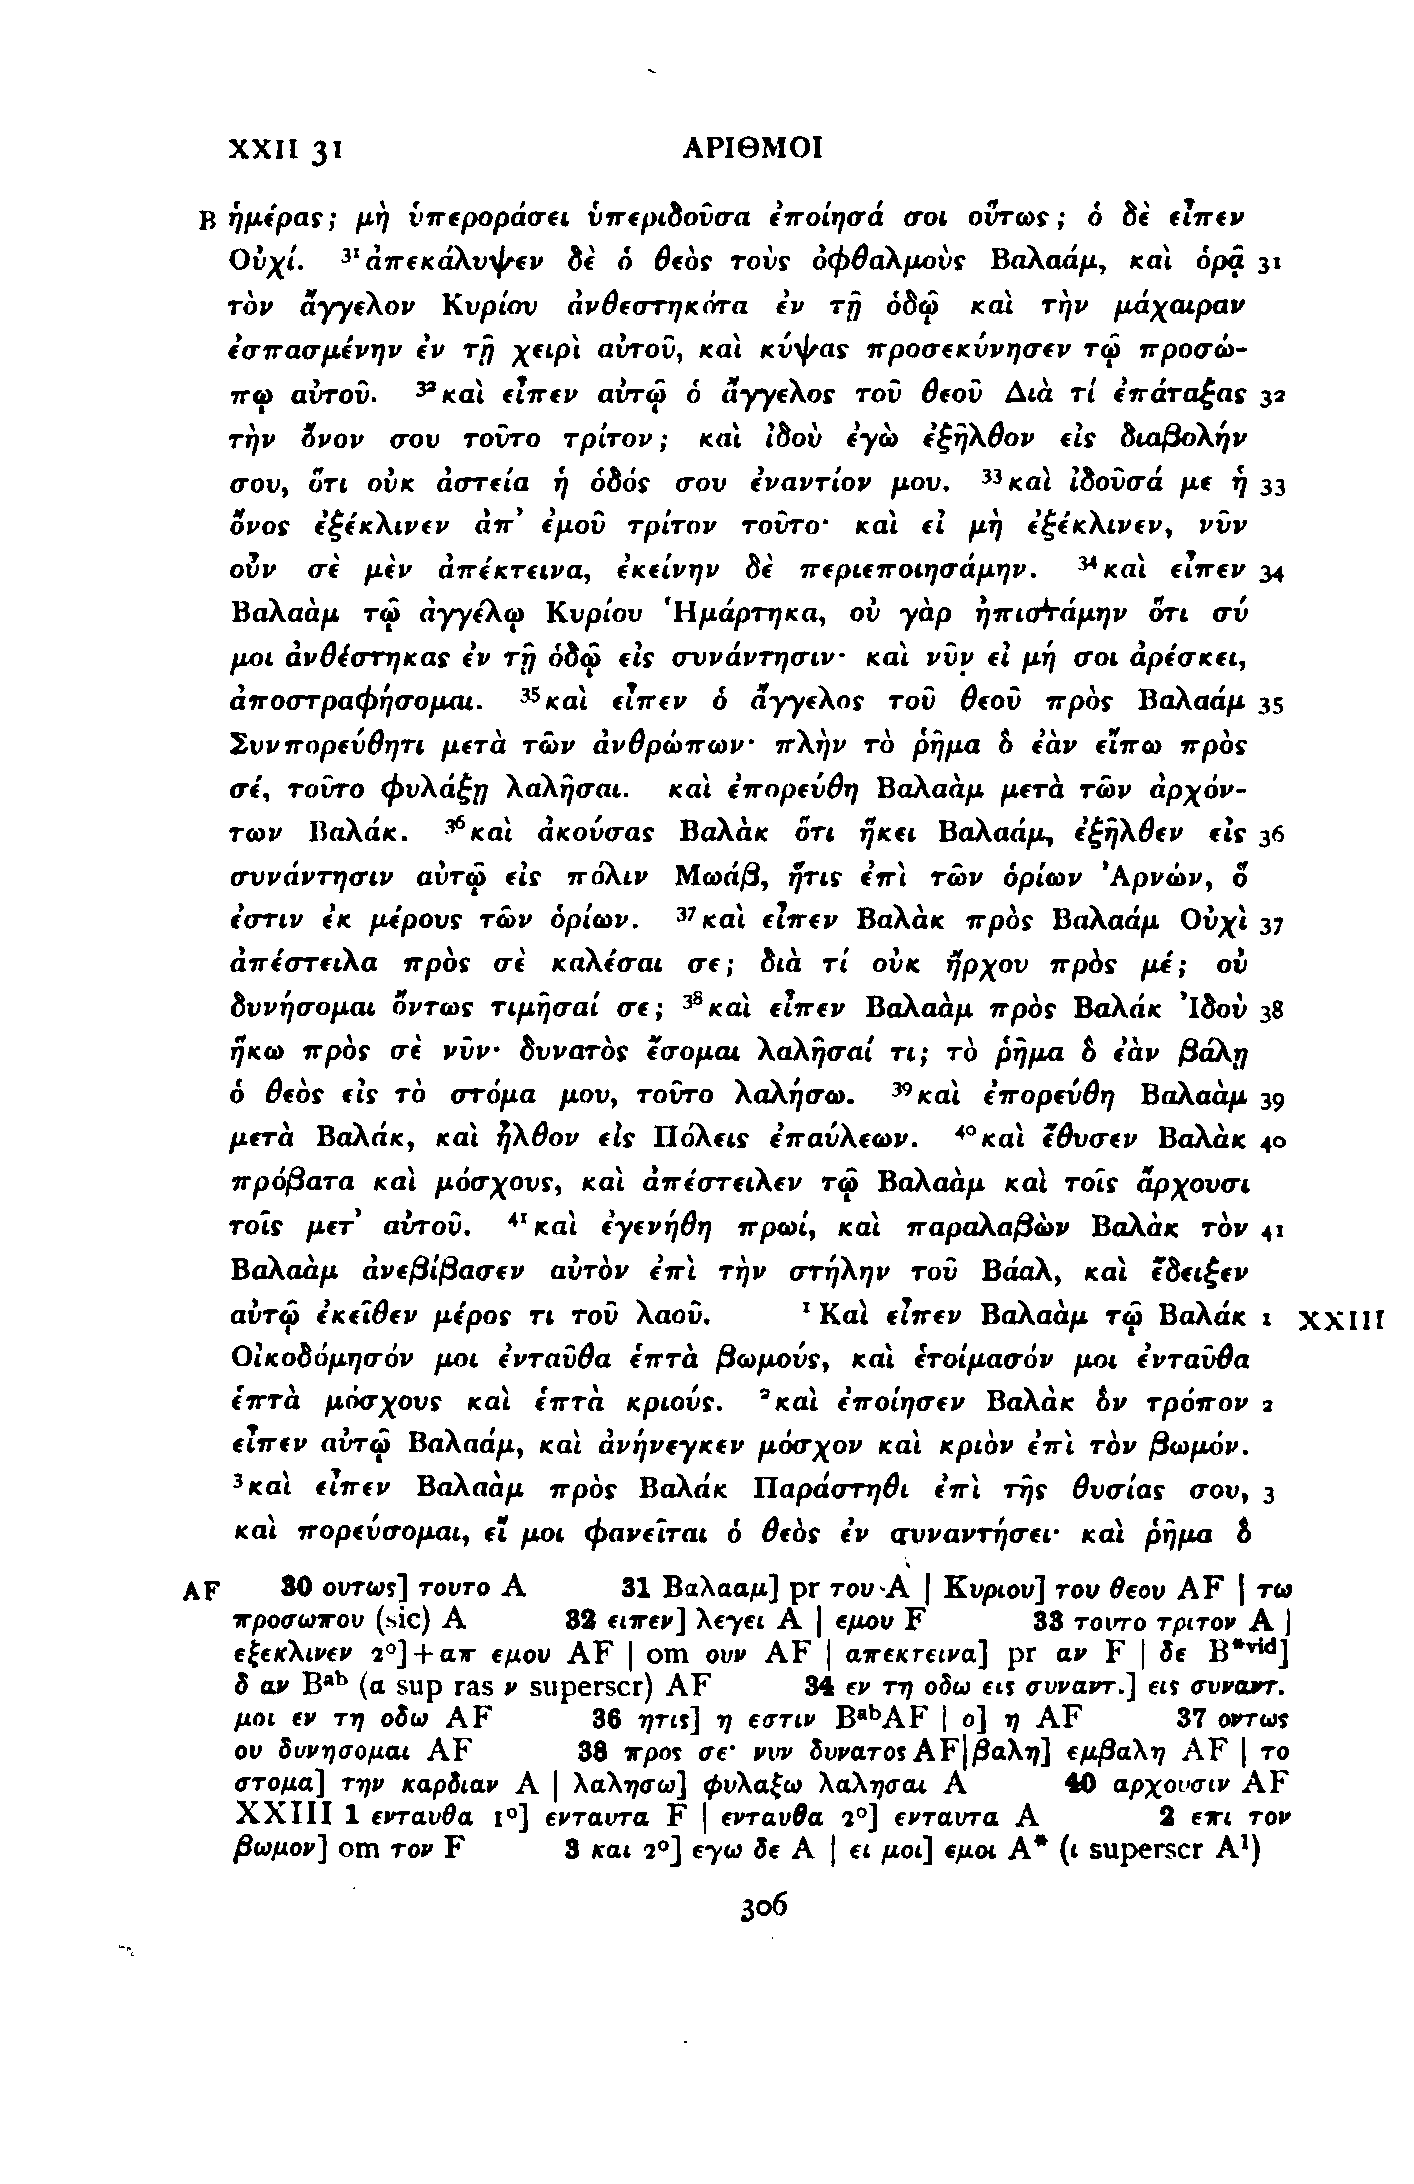 XXII 31 ΑΡΙΘΜΟΙ
B ἡμέρας; μὴ ὑπεροράσει ὑπεριδοῦσα ἐποίησά σοι οὕτως; ὁ δὲ εἶπεν
Οὐχί. ³¹ἀπεκάλυψεν δὲ ὁ θεὸς τοὺς ὀφθαλμοὺς Βαλαάμ, καὶ ὁρᾷ 31
τὸν ἄγγελον Κυρίου ἀνθεστηκότα ἐν τῇ ὁδῷ καὶ τὴν μάχαιραν
ἐσπασμένην ἐν τῇ χειρὶ αὐτοῦ, καὶ κύψας προσεκύνησεν τῷ προσώ-
πῳ αὐτοῦ. ³²καὶ εἶπεν αὐτῷ ὁ ἄγγελος τοῦ θεοῦ Διὰ τί ἐπάταξας 32
τὴν ὄνον σου τοῦτο τρίτον; καὶ ἰδοὺ ἐγὼ ἐξῆλθον εἰς διαβολήν
σου, ὅτι οὐκ ἀστεία ἡ ὁδός σου ἐναντίον μου. ³³καὶ ἰδοῦσά με ἡ 33
ὄνος ἐξέκλινεν ἀπ’ ἐμοῦ τρίτον τοῦτο· καὶ εἰ μὴ ἐξέκλινεν, νῦν
οὖν σὲ μὲν ἀπέκτεινα, ἐκείνην δὲ περιεποιησάμην. ³⁴καὶ εἶπεν 34
Βαλαὰμ τῷ ἀγγέλῳ Κυρίου Ἡμάρτηκα, οὐ γὰρ ἠπιστάμην ὅτι σύ
μοι ἀνθέστηκας ἐν τῇ ὁδῷ εἰς συνάντησιν· καὶ νῦν εἰ μή σοι ἀρέσκει,
ἀποστραφήσομαι. ³⁵καὶ εἶπεν ὁ ἄγγελος τοῦ θεοῦ πρὸς Βαλαάμ 35
Συνπορεύθητι μετὰ τῶν ἀνθρώπων· πλὴν τὸ ῥῆμα ὃ ἐὰν εἴπω πρὸς
σέ, τοῦτο φυλάξῃ λαλῆσαι. καὶ ἐπορεύθη Βαλαὰμ μετὰ τῶν ἀρχόν-
των Βαλάκ. ³⁶καὶ ἀκούσας Βαλὰκ ὅτι ἥκει Βαλαάμ, ἐξῆλθεν εἰς 36
συνάντησιν αὐτῷ εἰς πόλιν Μωάβ, ἥτις ἐπὶ τῶν ὁρίων Ἀρνών, ὅ
ἐστιν ἐκ μέρους τῶν ὁρίων. ³⁷καὶ εἶπεν Βαλὰκ πρὸς Βαλαάμ Οὐχὶ 37
ἀπέστειλα πρὸς σὲ καλέσαι σε; διὰ τί οὐκ ἤρχου πρὸς μέ; οὐ
δυνήσομαι ὄντως τιμῆσαί σε; ³⁸καὶ εἶπεν Βαλαὰμ πρὸς Βαλάκ Ἰδοὺ 38
ἥκω πρὸς σὲ νῦν· δυνατὸς ἔσομαι λαλῆσαί τι; τὸ ῥῆμα ὃ ἐὰν βάλῃ
ὁ θεὸς εἰς τὸ στόμα μου, τοῦτο λαλήσω. ³⁹καὶ ἐπορεύθη Βαλαὰμ 39
μετὰ Βαλάκ, καὶ ἦλθον εἰς Πόλεις ἐπαύλεων. ⁴⁰καὶ ἔθυσεν Βαλὰκ 40
πρόβατα καὶ μόσχους, καὶ ἀπέστειλεν τῷ Βαλαὰμ καὶ τοῖς ἄρχουσι
τοῖς μετ’ αὐτοῦ. ⁴¹καὶ ἐγενήθη πρωί, καὶ παραλαβὼν Βαλὰκ τὸν 41
Βαλαὰμ ἀνεβίβασεν αὐτὸν ἐπὶ τὴν στήλην τοῦ Βάαλ, καὶ ἔδειξεν
αὐτῷ ἐκεῖθεν μέρος τι τοῦ λαοῦ. ¹Καὶ εἶπεν Βαλαὰμ τῷ Βαλάκ 1 XXIII
Οἰκοδόμησόν μοι ἐνταῦθα ἑπτὰ βωμούς, καὶ ἑτοίμασόν μοι ἐνταῦθα
ἑπτὰ μόσχους καὶ ἑπτὰ κριούς. ²καὶ ἐποίησεν Βαλὰκ ὃν τρόπον 2
εἶπεν αὐτῷ Βαλαάμ, καὶ ἀνήνεγκεν μόσχον καὶ κριὸν ἐπὶ τὸν βωμόν.
³καὶ εἶπεν Βαλαὰμ πρὸς Βαλάκ Παράστηθι ἐπὶ τῆς θυσίας σου, 3
καὶ πορεύσομαι, εἴ μοι φανεῖται ὁ θεὸς ἐν συναντήσει· καὶ ῥῆμα ὃ
AF 30 ουτως] τουτο A 31 Βαλααμ] pr του A | Κυριου] του θεου AF | τω
προσωπου (sic) A 32 ειπεν] λεγει A | εμου F 33 τουτο τριτον A |
εξεκλινεν 2º]+απ εμου AF | om ουν AF | απεκτεινα] pr αν F | δε B*ᵛⁱᵈ]
δ αν Bᵃᵇ (α sup ras ν superscr) AF 34 εν τη οδω εις συναντ.] εις συναντ.
μοι εν τη οδω AF 36 ητις] η εστιν BᵃᵇAF | ο] η AF 37 οντως
ου δυνησομαι AF 38 προς σε· νυν δυνατος AF | βαλη] εμβαλη AF | το
στομα] την καρδιαν A | λαλησω] φυλαξω λαλησαι A 40 αρχουσιν AF
XXIII 1 ενταυθα 1º] ενταυτα F | ενταυθα 2º] ενταυτα A 2 επι τον
βωμον] om τον F 3 και 2º] εγω δε A | ει μοι] εμοι A* (ι superscr A¹)
306